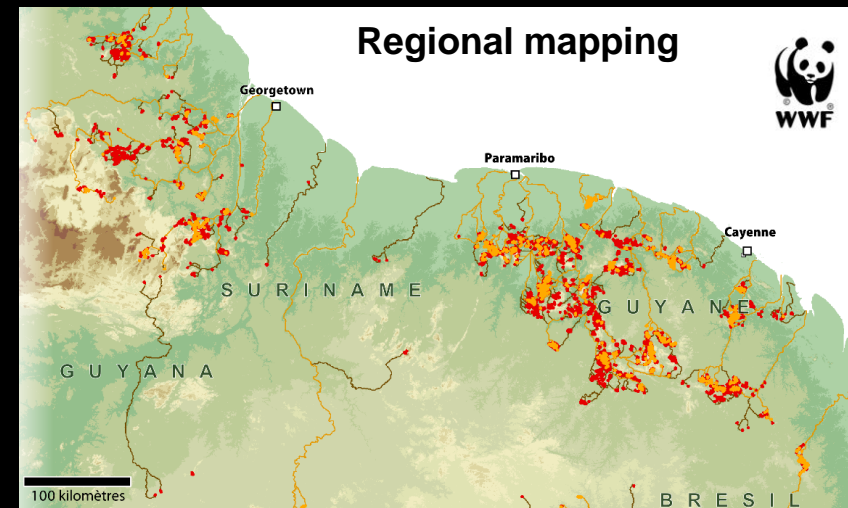 Regional mapping
© WWF ®
Georgetown
Paramaribo
Cayenne
SURINAME
GUYANE
GUYANA
100 kilomètres
BRESIL